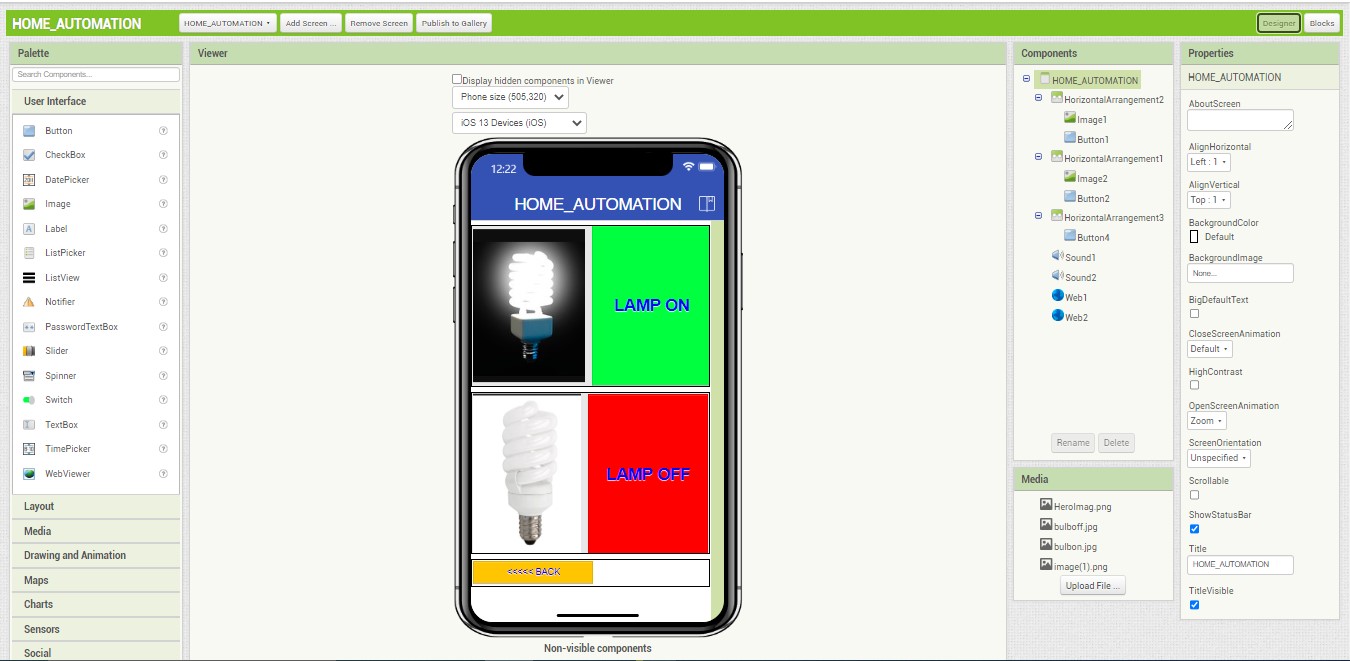 HOME_AUTOMATION
HOME_AUTOMATION
Add Screen ...
Remove Screen
Publish to Gallery
Designer
Blocks
Palette
Search Components...
User Interface
Button
CheckBox
DatePicker
Image
Label
ListPicker
ListView
Notifier
PasswordTextBox
Slider
Spinner
Switch
TextBox
TimePicker
WebViewer
Layout
Media
Drawing and Animation
Maps
Charts
Sensors
Social
Viewer
Display hidden components in Viewer
Phone size (505,320)
iOS 13 Devices (iOS)
12:22
HOME_AUTOMATION
LAMP ON
LAMP OFF
<<<<< BACK
Non-visible components
Components
HOME_AUTOMATION
HorizontalArrangement2
Image1
Button1
HorizontalArrangement1
Image2
Button2
HorizontalArrangement3
Button4
Sound1
Sound2
Web1
Web2
Rename
Delete
Media
HeroImag.png
bulboff.jpg
bulbon.jpg
image(1).png
Upload File ...
Properties
HOME_AUTOMATION
AboutScreen
AlignHorizontal
Left : 1
AlignVertical
Top : 1
BackgroundColor
Default
BackgroundImage
None...
BigDefaultText
CloseScreenAnimation
Default
HighContrast
OpenScreenAnimation
Zoom
ScreenOrientation
Unspecified
Scrollable
ShowStatusBar
Title
HOME_AUTOMATION
TitleVisible